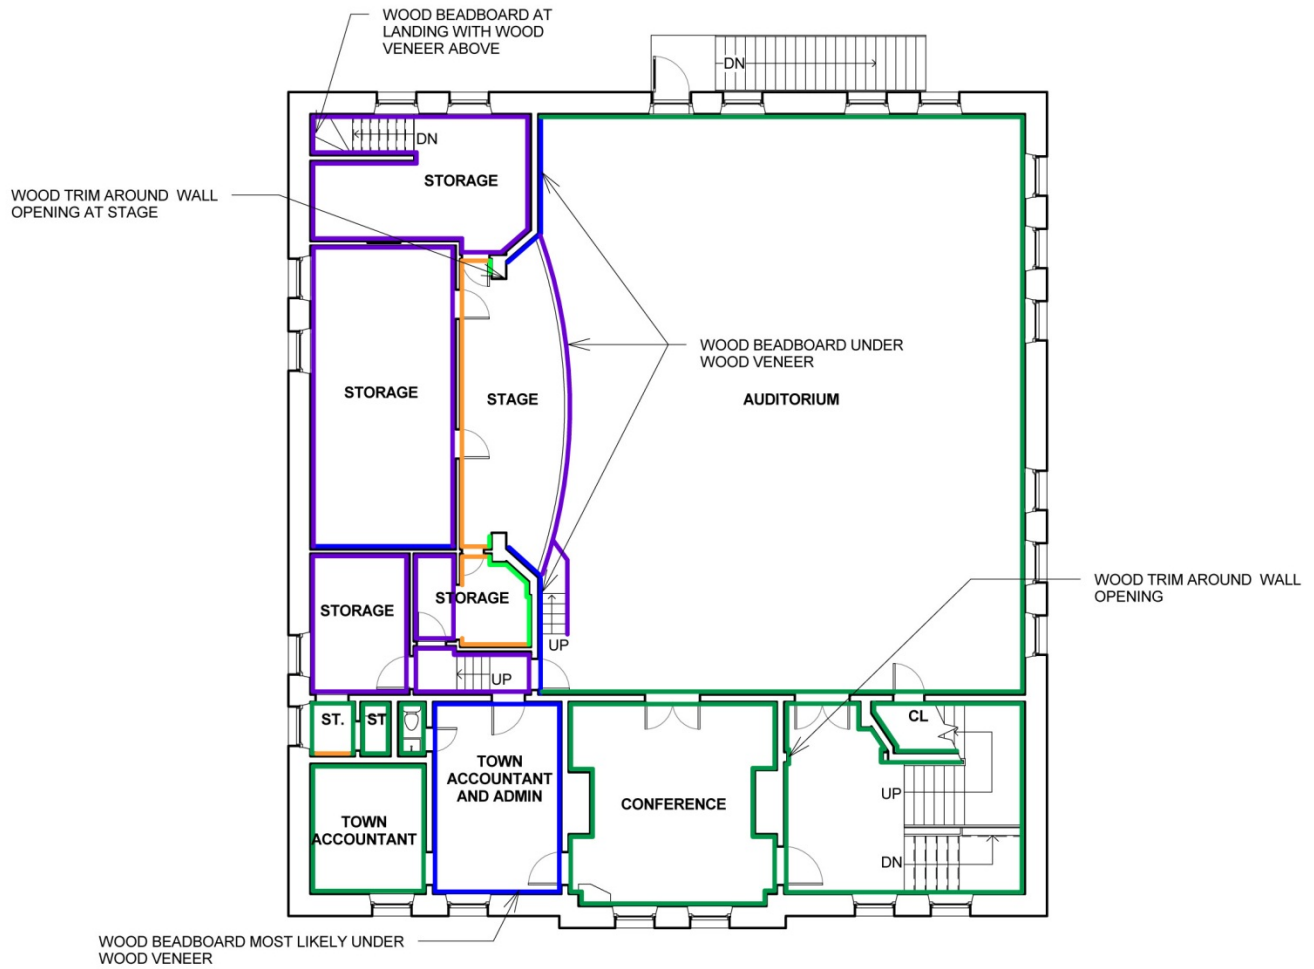 WOOD BEADBOARD AT
LANDING WITH WOOD
VENEER ABOVE
DN
DN
STORAGE
WOOD TRIM AROUND WALL
OPENING AT STAGE
WOOD BEADBOARD UNDER
WOOD VENEER
STORAGE
STAGE
AUDITORIUM
WOOD TRIM AROUND WALL
OPENING
STORAGE
STORAGE
UP
UP
ST.
ST
CL
TOWN
ACCOUNTANT
AND ADMIN
CONFERENCE
UP
TOWN
ACCOUNTANT
DN
WOOD BEADBOARD MOST LIKELY UNDER
WOOD VENEER